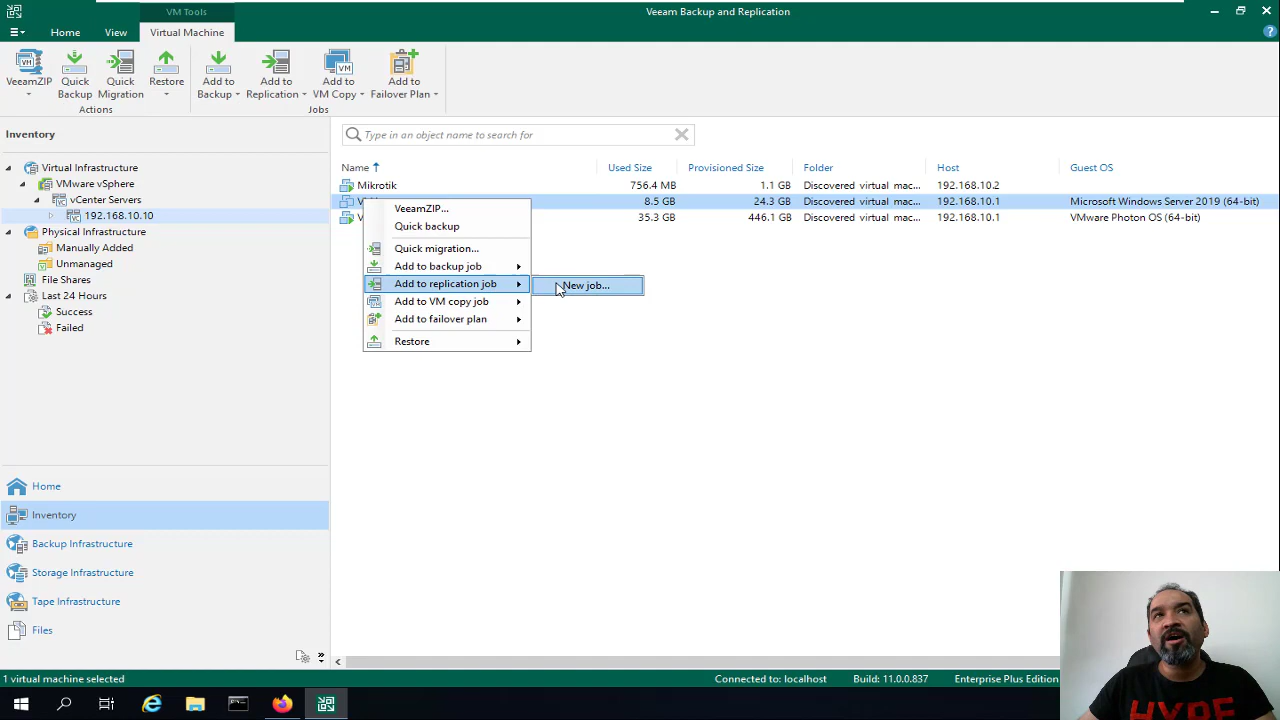 VM Tools
Veeam Backup and Replication
Home View Virtual Machine
VeeamZIP
Quick Backup
Quick Migration
Restore
Add to Backup
Add to Replication
Add to VM Copy
Add to Failover Plan
Actions
Jobs
Inventory
Virtual Infrastructure
VMware vSphere
vCenter Servers
192.168.10.10
Physical Infrastructure
Manually Added
Unmanaged
File Shares
Last 24 Hours
Success
Failed
Home
Inventory
Backup Infrastructure
Storage Infrastructure
Tape Infrastructure
Files
Type in an object name to search for
Name Used Size Provisioned Size Folder Host Guest OS
Mikrotik 756.4 MB 1.1 GB Discovered virtual mac... 192.168.10.2
8.5 GB 24.3 GB Discovered virtual mac... 192.168.10.1 Microsoft Windows Server 2019 (64-bit)
35.3 GB 446.1 GB Discovered virtual mac... 192.168.10.1 VMware Photon OS (64-bit)
VeeamZIP...
Quick backup
Quick migration...
Add to backup job
Add to replication job
New job...
Add to VM copy job
Add to failover plan
Restore
1 virtual machine selected
Connected to: localhost
Build: 11.0.0.837
Enterprise Plus Edition
HYPE